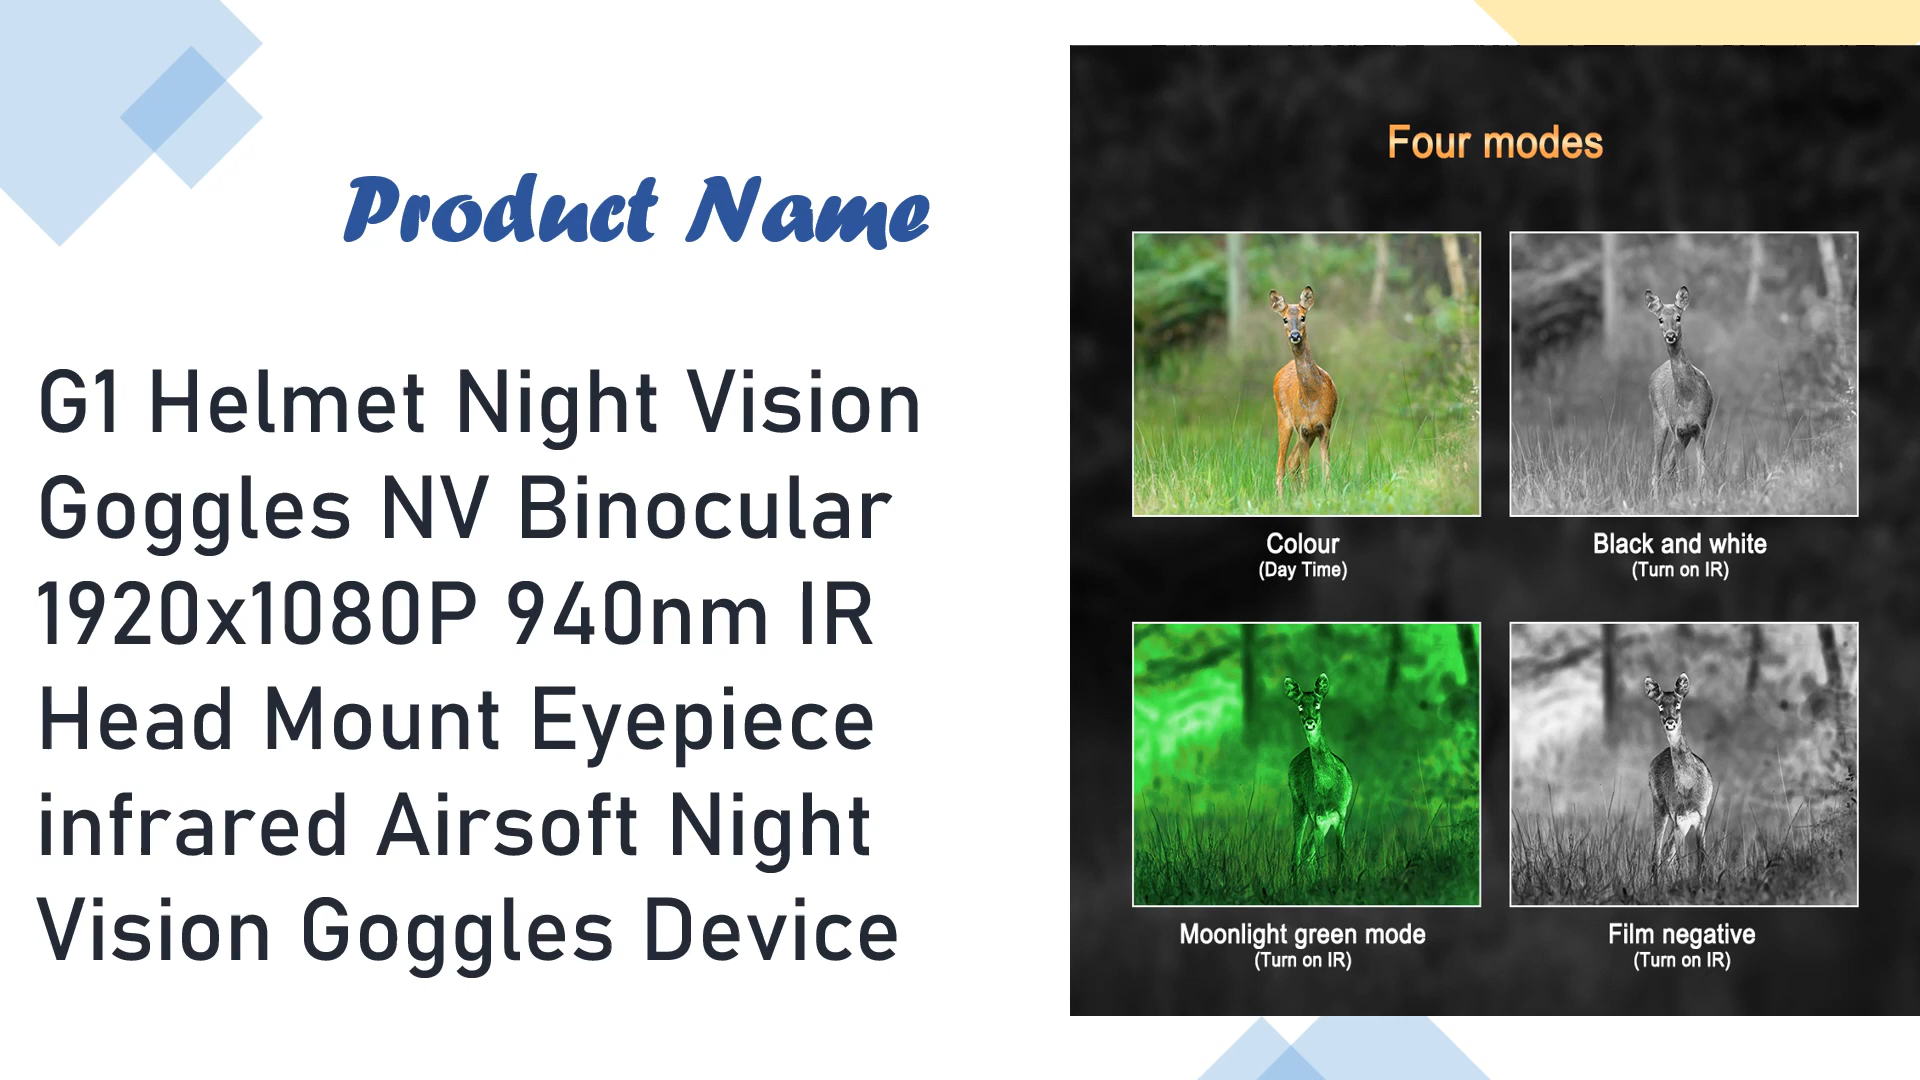 Product Name
G1 Helmet Night Vision
Goggles NV Binocular
1920x1080P 940nm IR
Head Mount Eyepiece
infrared Airsoft Night
Vision Goggles Device
Four modes
Colour
(Day Time)
Black and white
(Turn on IR)
Moonlight green mode
(Turn on IR)
Film negative
(Turn on IR)